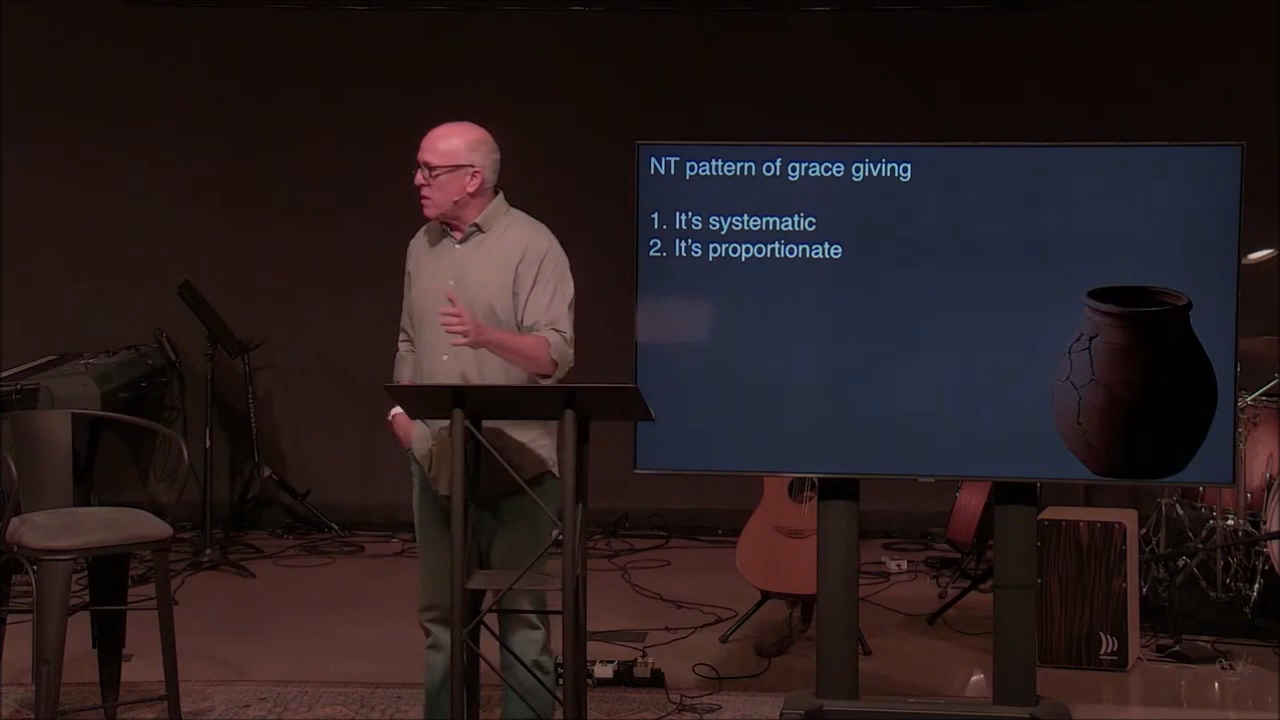 NT pattern of grace giving
1. It's systematic
2. It's proportionate